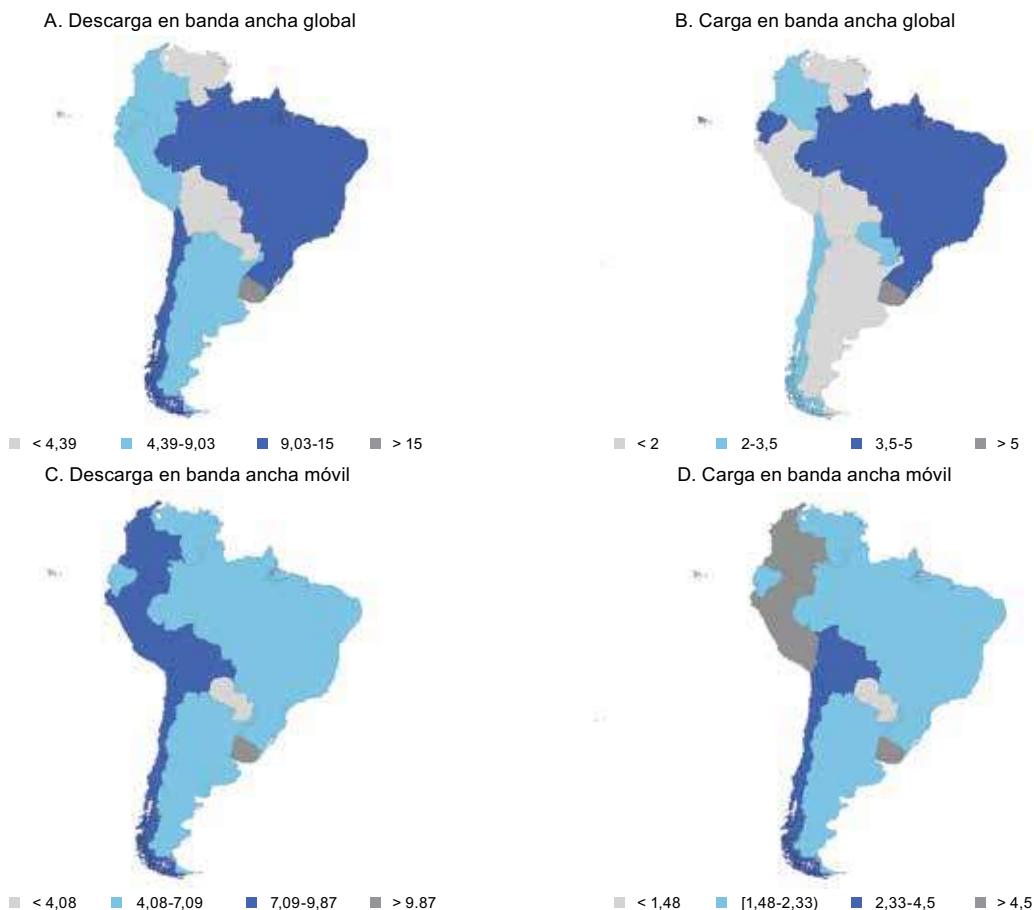 A. Descarga en banda ancha global
B. Carga en banda ancha global
< 4,39 4,39-9,03 9,03-15 > 15
< 2 2-3,5 3,5-5 > 5
C. Descarga en banda ancha móvil
D. Carga en banda ancha móvil
< 4,08 4,08-7,09 7,09-9,87 > 9.87
< 1,48 [1,48-2,33) 2,33-4,5 > 4,5